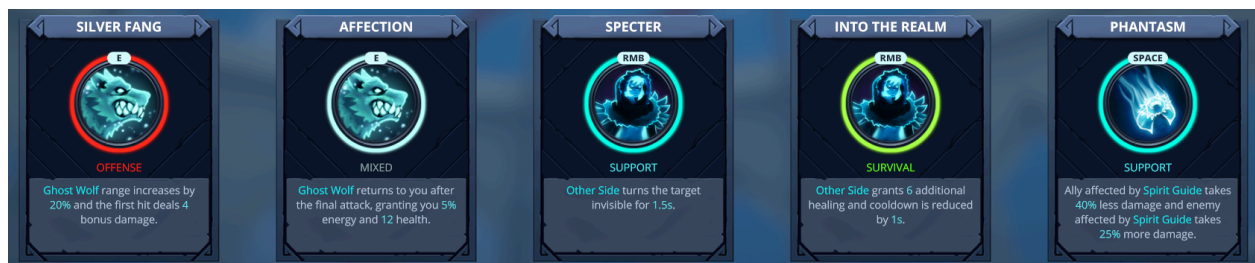 SILVER FANG
E
OFFENSE
Ghost Wolf range increases by
20% and the first hit deals 4
bonus damage.
AFFECTION
E
MIXED
Ghost Wolf returns to you after
the final attack, granting you 5%
energy and 12 health.
SPECTER
RMB
SUPPORT
Other Side turns the target
invisible for 1.5s.
INTO THE REALM
RMB
SURVIVAL
Other Side grants 6 additional
healing and cooldown is reduced
by 1s.
PHANTASM
SPACE
SUPPORT
Ally affected by Spirit Guide takes
40% less damage and enemy
affected by Spirit Guide takes
25% more damage.